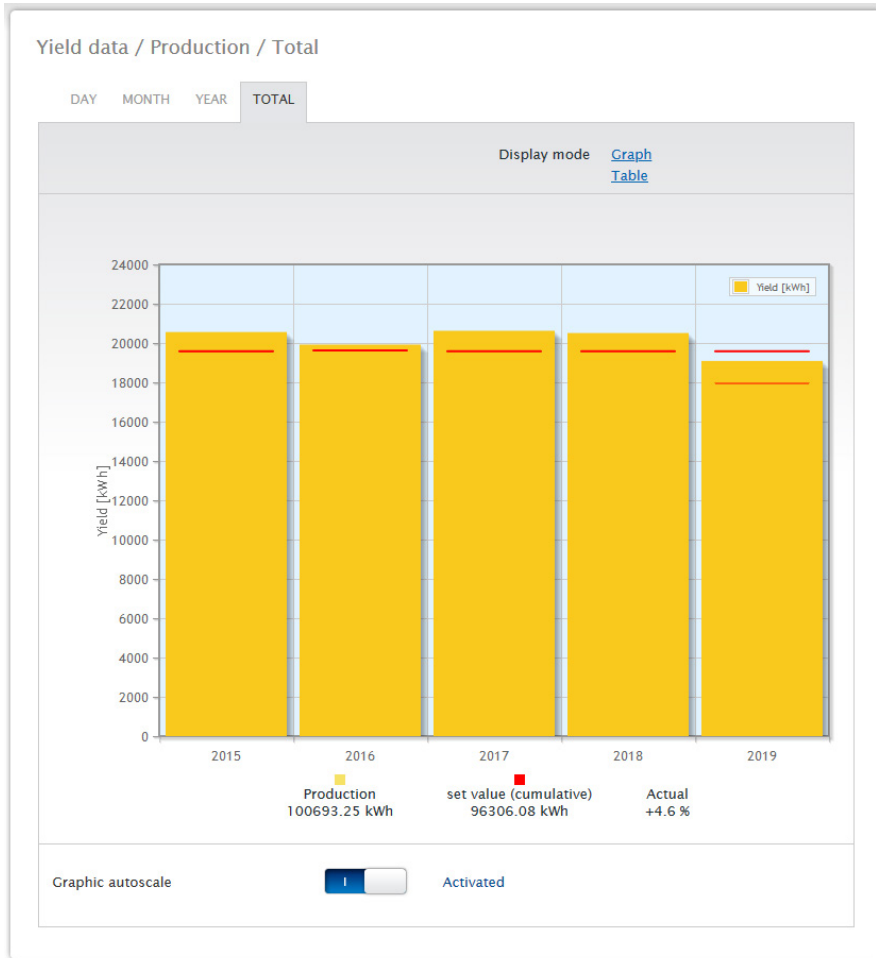 Yield data / Production / Total
DAY MONTH YEAR TOTAL
Display mode Graph
Table
24000
Yield [kWh]
22000
20000
18000
16000
14000
12000
10000
8000
6000
4000
2000
0
Yield [kWh]
2015 2016 2017 2018 2019
Production set value (cumulative) Actual
100693.25 kWh 96306.08 kWh +4.6 %
Graphic autoscale I Activated